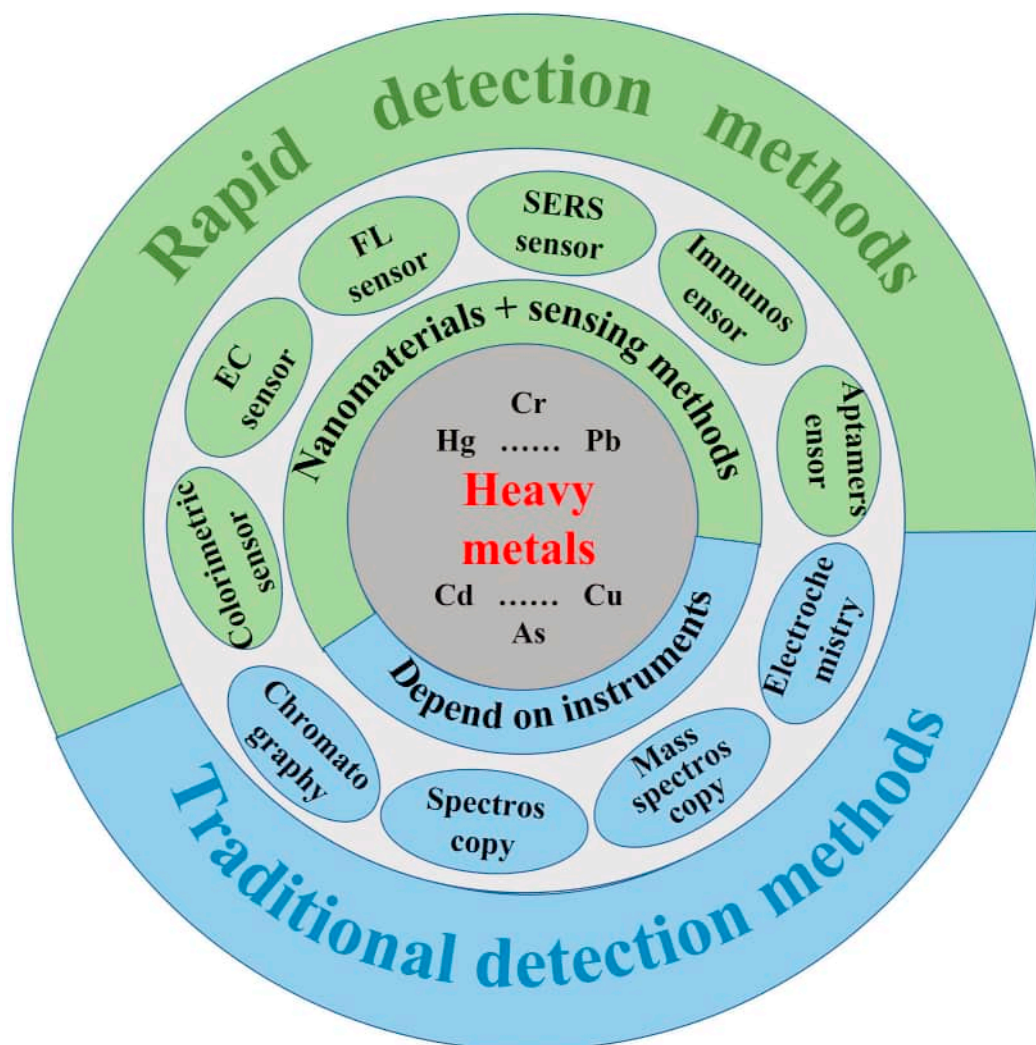 Rapid detection methods
Colorimetric
sensor
EC
sensor
FL
sensor
SERS
sensor
Immunos
ensor
Aptamers
ensor
Nanomaterials + sensing methods
Cr
Hg ...... Pb
Heavy
metals
Cd ...... Cu
As
Depend on instruments
Chromato
graphy
Spectros
copy
Mass
spectros
copy
Electroche
mistry
Traditional detection methods